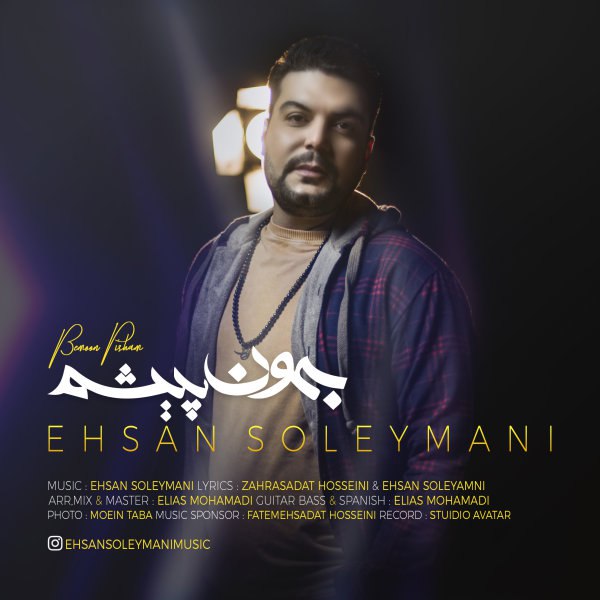 Bemoon Pisham
بمون پیشم
EHSAN SOLEYMANI
MUSIC : EHSAN SOLEYMANI LYRICS : ZAHRASADAT HOSSEINI & EHSAN SOLEYAMNI
ARR,MIX & MASTER : ELIAS MOHAMADI GUITAR BASS & SPANISH : ELIAS MOHAMADI
PHOTO : MOEIN TABA MUSIC SPONSOR : FATEMEHSADAT HOSSEINI RECORD : STUIDIO AVATAR
EHSANSOLEYMANIMUSIC